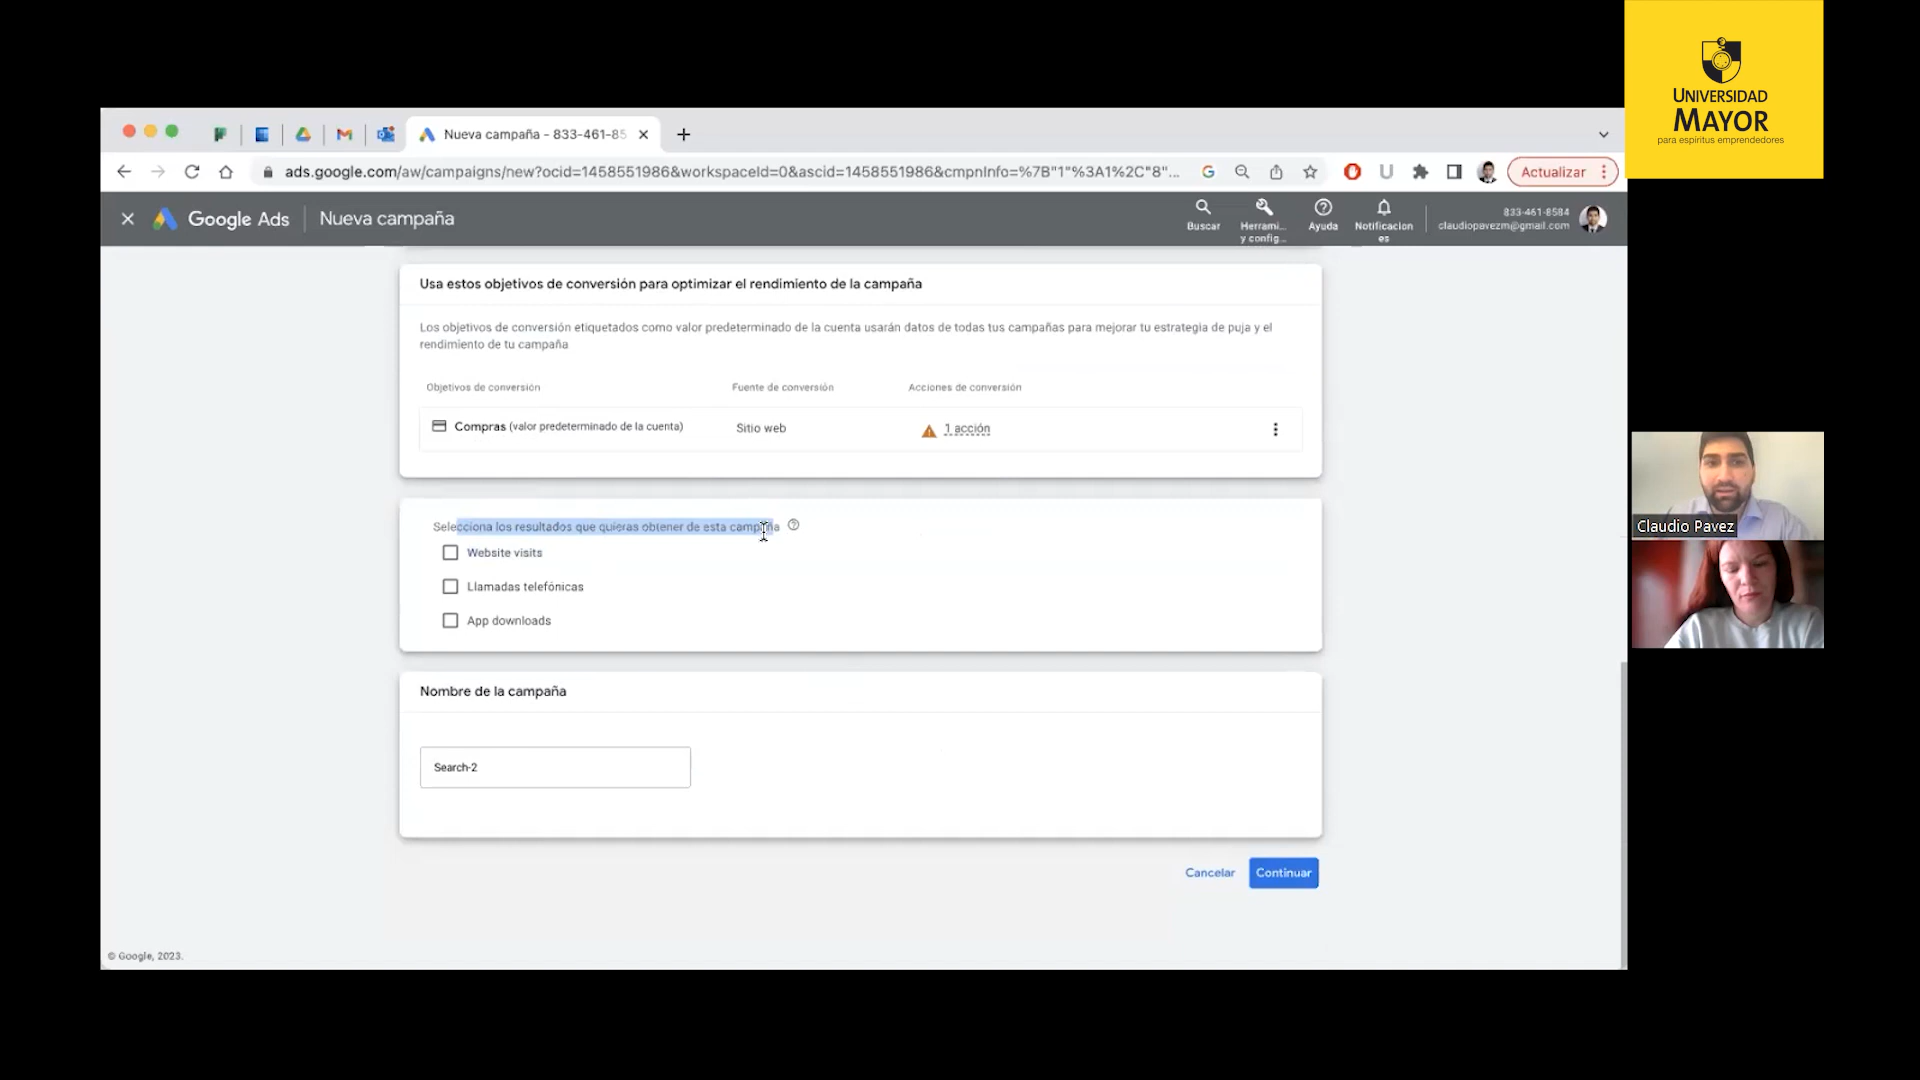 UNIVERSIDAD
MAYOR
para espíritus emprendedores
Nueva campaña - 833-461-85
ads.google.com/aw/campaigns/new?ocid=1458551986&workspaceId=0&ascid=1458551986&cmpnInfo=%7B"1"%3A1%2C"8"...
Actualizar
Google Ads
Nueva campaña
Buscar
Herrami...
y config...
Ayuda
Notificacion
es
833-461-8584
claudiopavezm@gmail.com
Usa estos objetivos de conversión para optimizar el rendimiento de la campaña
Los objetivos de conversión etiquetados como valor predeterminado de la cuenta usarán datos de todas tus campañas para mejorar tu estrategia de puja y el
rendimiento de tu campaña
Objetivos de conversión
Fuente de conversión
Acciones de conversión
Compras (valor predeterminado de la cuenta)
Sitio web
1 acción
Selecciona los resultados que quieras obtener de esta campaña
Website visits
Llamadas telefónicas
App downloads
Claudio Pavez
Nombre de la campaña
Search-2
Cancelar
Continuar
© Google, 2023.